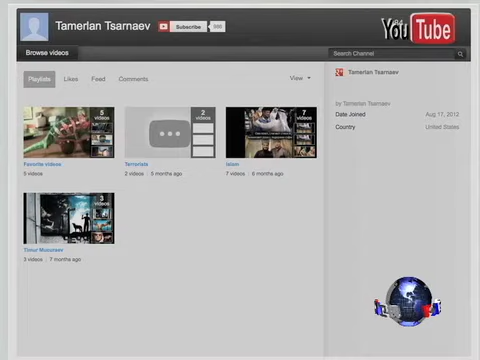 Tamerlan Tsarnaev
Subscribe
YouTube
Browse videos
Search Channel
Playlists
Likes
Feed
Comments
View
Tamerlan Tsarnaev
by Tamerlan Tsarnaev
Date Joined Aug 17, 2012
Country United States
5 videos
2 videos
7 videos
Favorite videos
Terrorists
Islam
5 videos
2 videos 5 months ago
7 videos 6 months ago
3 videos
Timur Mucuraev
3 videos 7 months ago